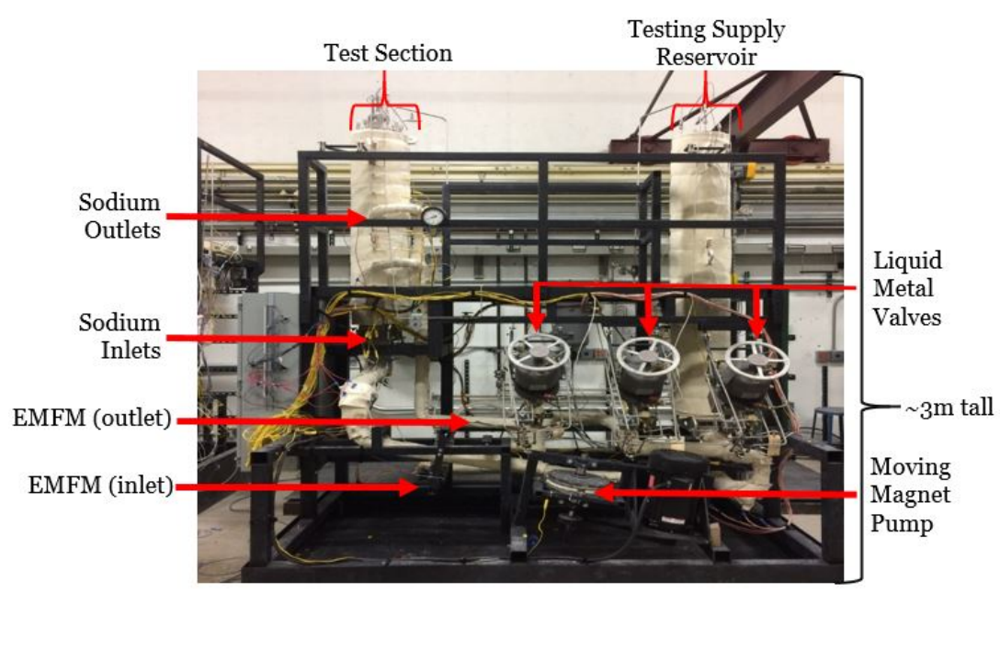 Test Section
Testing Supply
Reservoir
Sodium
Outlets
Liquid
Metal
Valves
Sodium
Inlets
EMFM (outlet)
~3m tall
EMFM (inlet)
Moving
Magnet
Pump